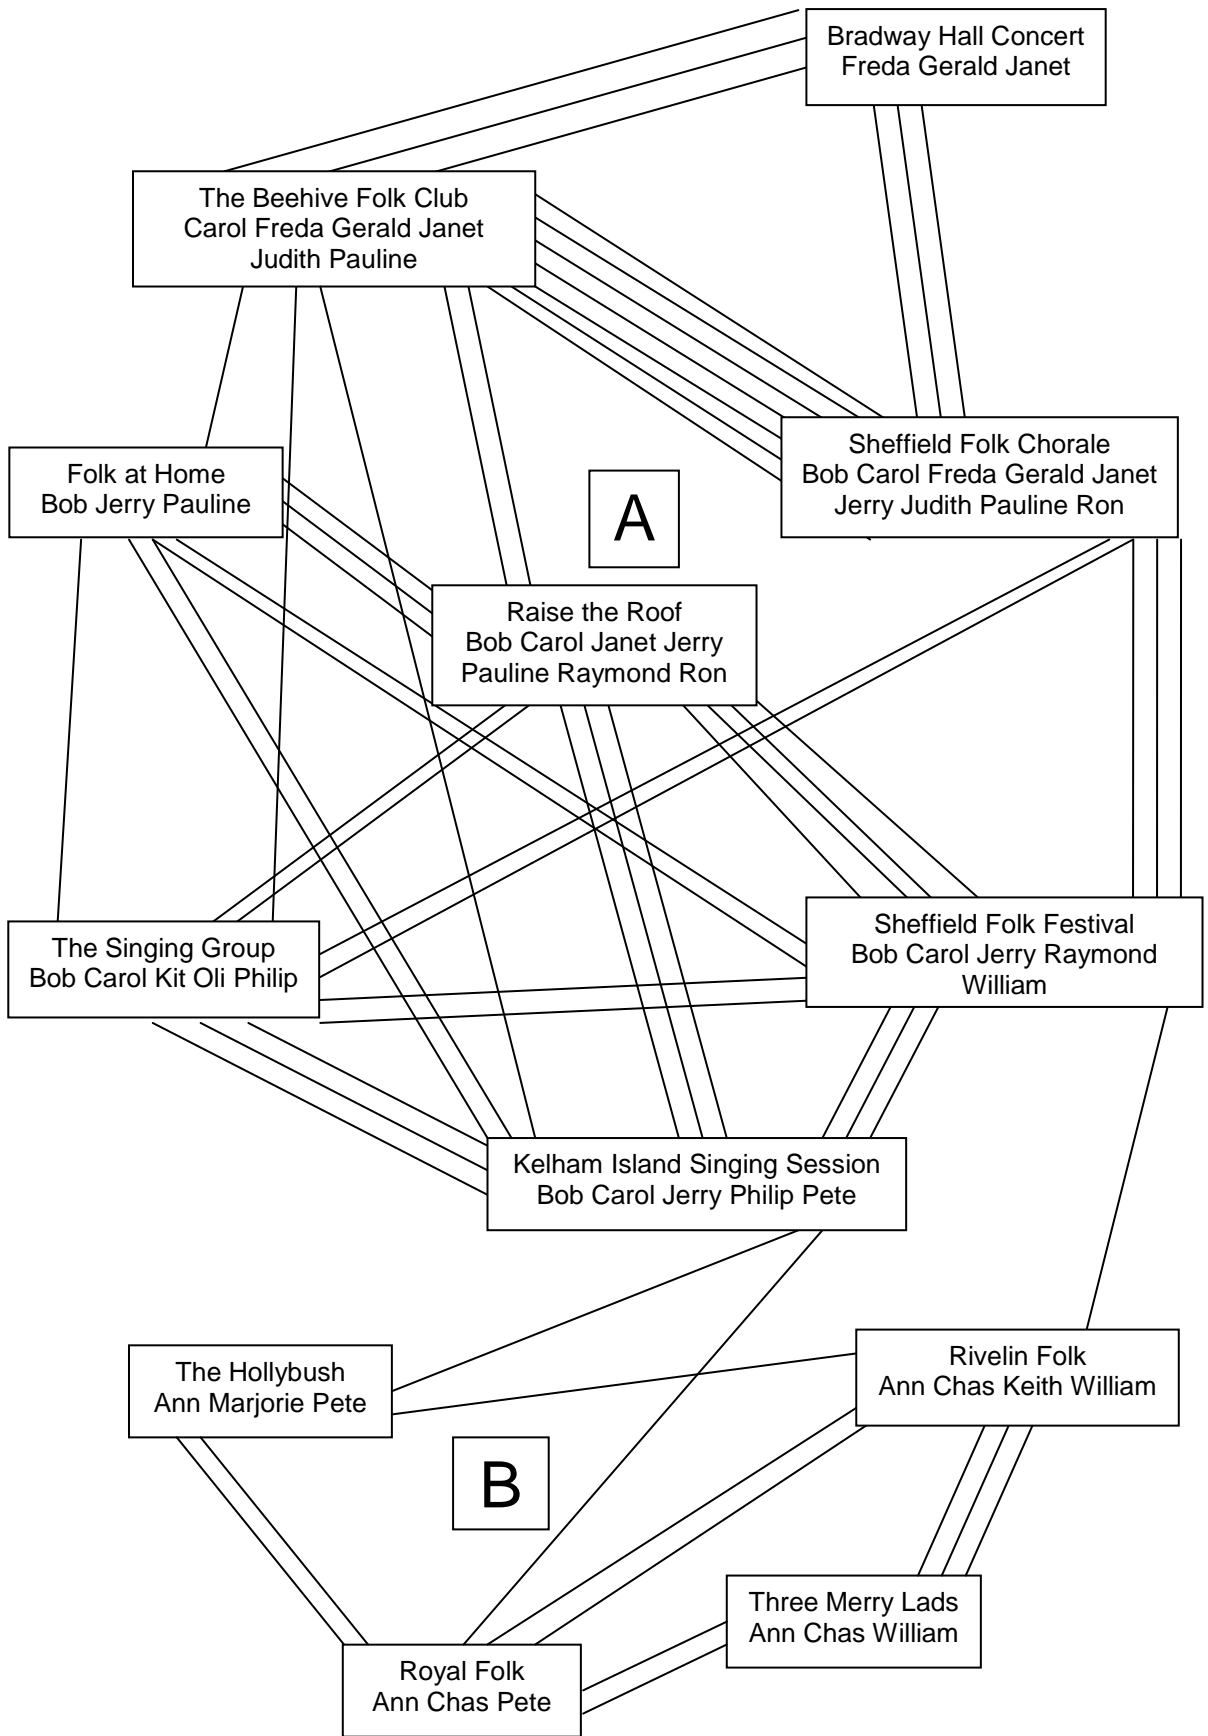 Bradway Hall Concert
Freda Gerald Janet
The Beehive Folk Club
Carol Freda Gerald Janet
Judith Pauline
Sheffield Folk Chorale
Bob Carol Freda Gerald Janet
Jerry Judith Pauline Ron
Folk at Home
Bob Jerry Pauline
A
Raise the Roof
Bob Carol Janet Jerry
Pauline Raymond Ron
The Singing Group
Bob Carol Kit Oli Philip
Sheffield Folk Festival
Bob Carol Jerry Raymond
William
Kelham Island Singing Session
Bob Carol Jerry Philip Pete
The Hollybush
Ann Marjorie Pete
Rivelin Folk
Ann Chas Keith William
B
Three Merry Lads
Ann Chas William
Royal Folk
Ann Chas Pete